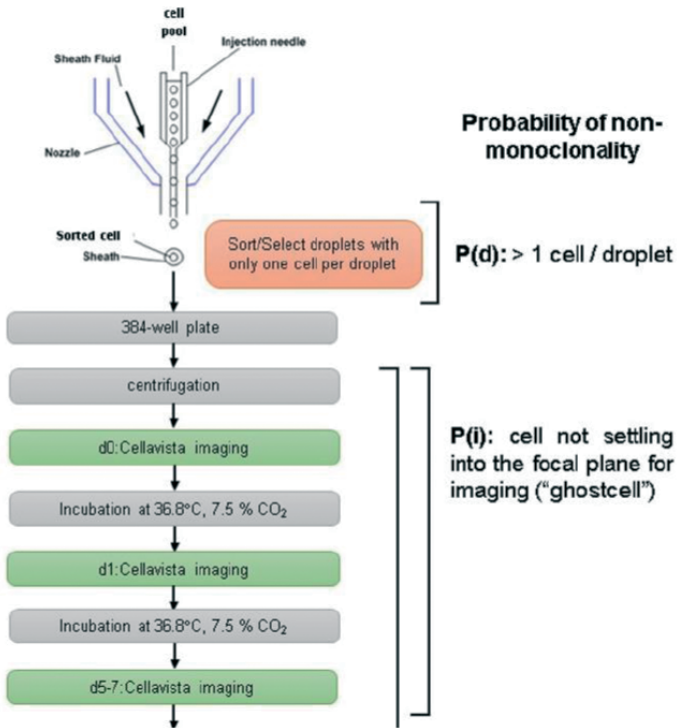 cell
pool
Sheath Fluid
Injection needle
Nozzle
Probability of non-
monoclonality
Sorted cell
Sheath
Sort/Select droplets with
only one cell per droplet
P(d): > 1 cell / droplet
384-well plate
centrifugation
d0:Cellavista imaging
P(i): cell not settling
into the focal plane for
imaging ("ghostcell")
Incubation at 36.8°C, 7.5 % CO₂
d1:Cellavista imaging
Incubation at 36.8°C, 7.5 % CO₂
d5-7:Cellavista imaging